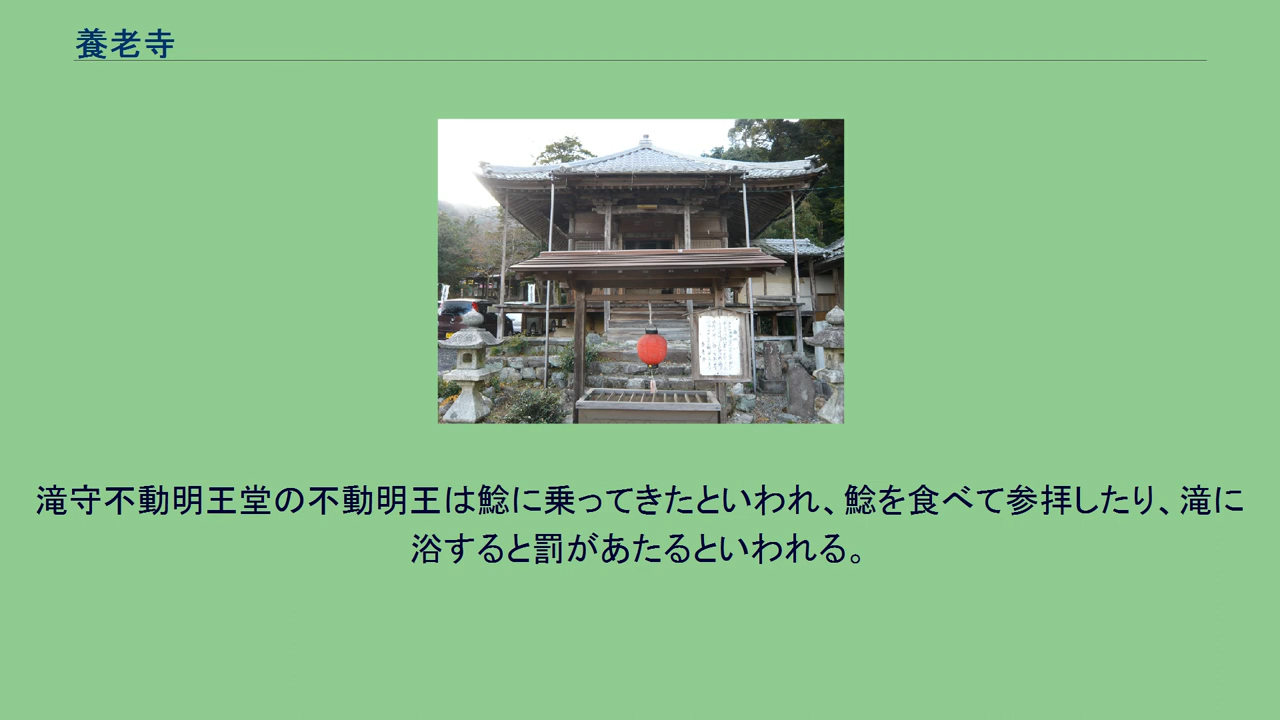 養老寺
滝守不動明王堂の不動明王は鯰に乗ってきたといわれ、鯰を食べて参拝したり、滝に
浴すると罰があたるといわれる。